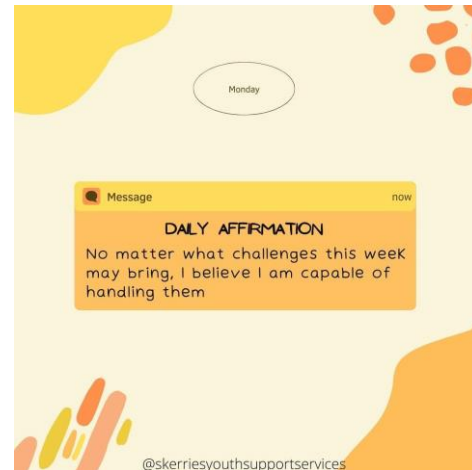 Monday
Message now
DAILY AFFIRMATION
No matter what challenges this week
may bring, I believe I am capable of
handling them
@skerriesyouthsupportservices